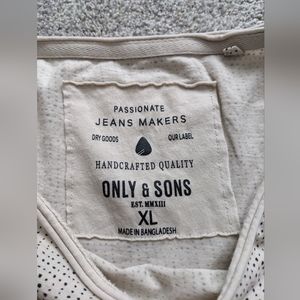 PASSIONATE
JEANS MAKERS
DRY GOODS OUR LABEL
HANDCRAFTED QUALITY
ONLY & SONS
EST. MMXIII
XL
MADE IN BANGLADESH